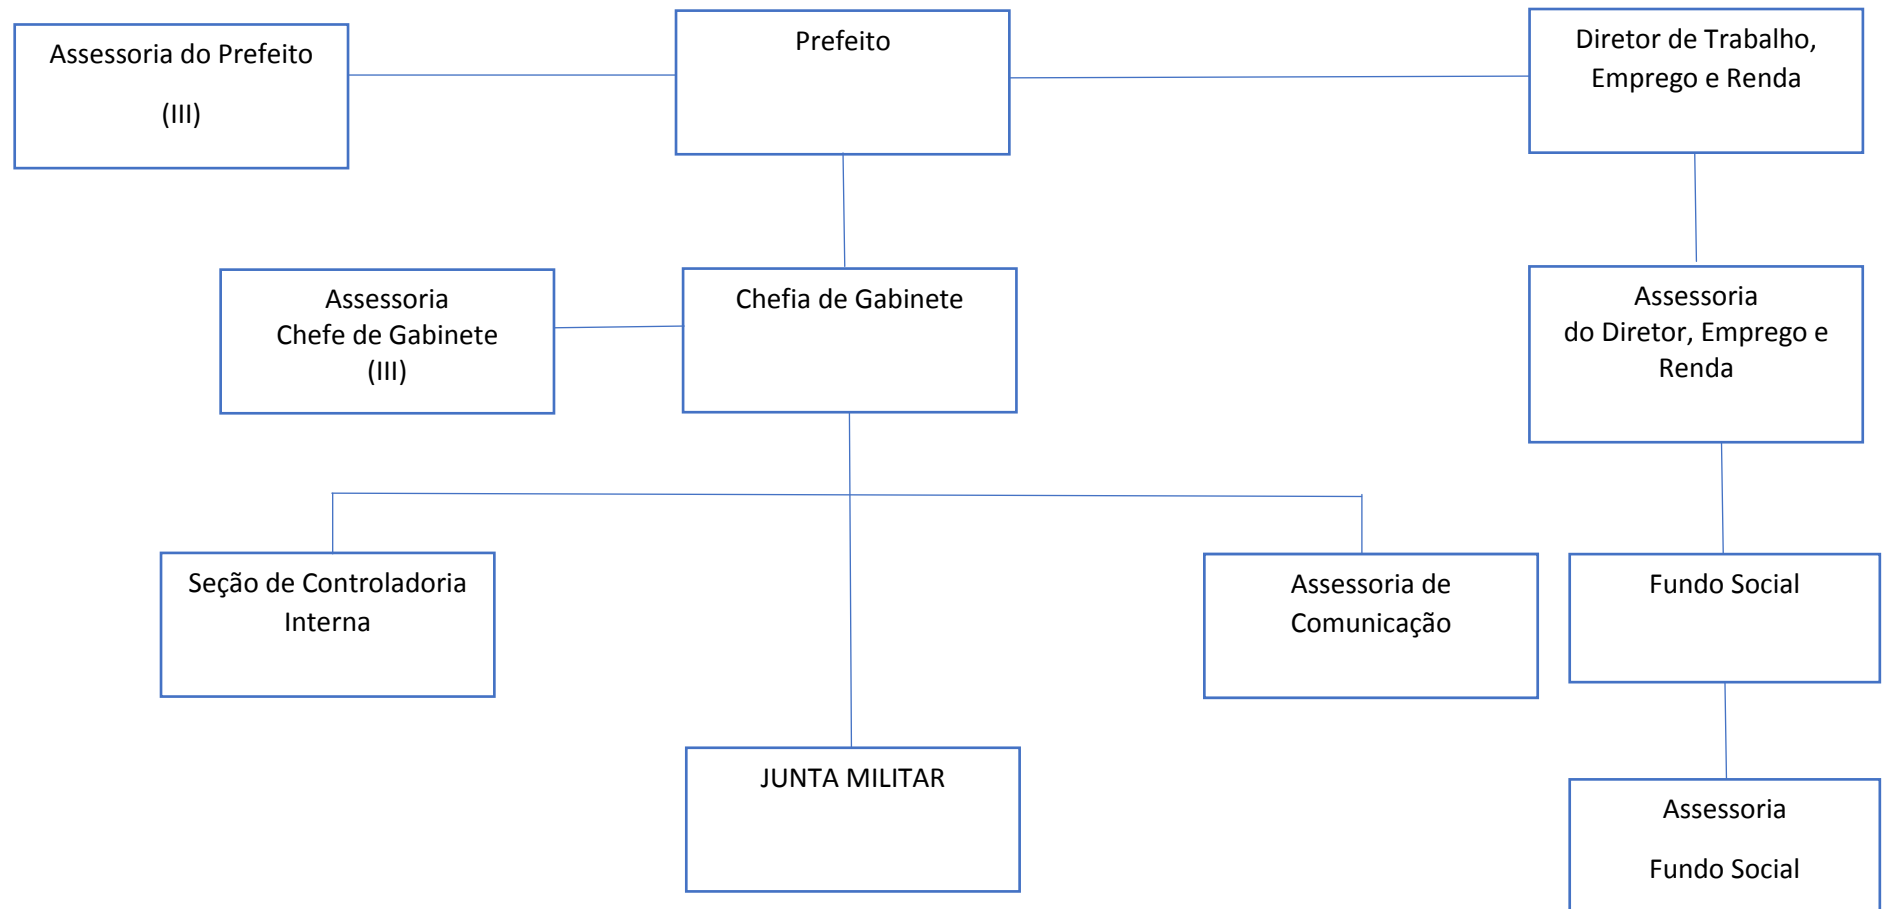 Assessoria do Prefeito
(III)
Prefeito
Diretor de Trabalho,
Emprego e Renda
Assessoria
Chefe de Gabinete
(III)
Chefia de Gabinete
Assessoria
do Diretor, Emprego e
Renda
Seção de Controladoria
Interna
Assessoria de
Comunicação
Fundo Social
JUNTA MILITAR
Assessoria
Fundo Social